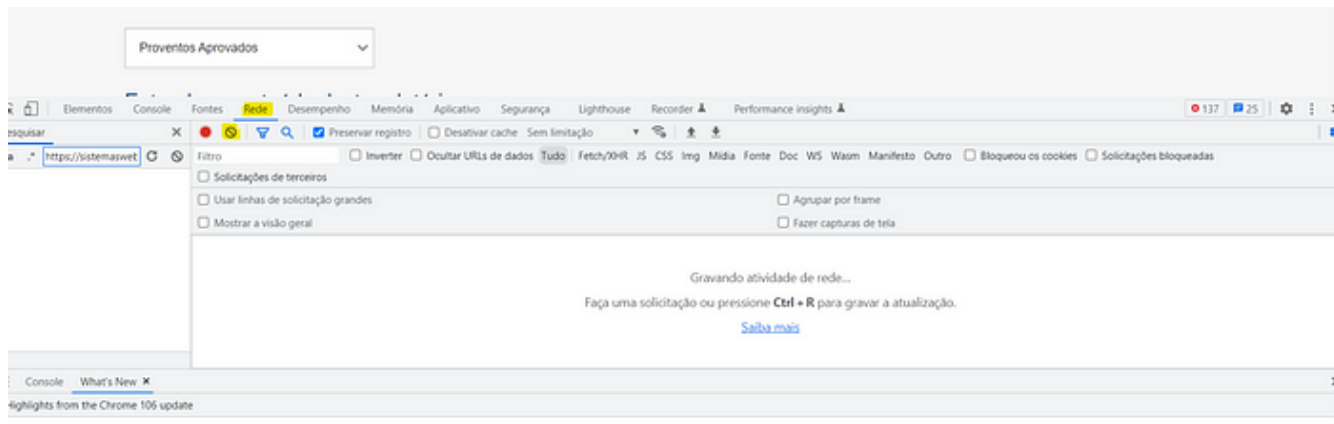 Proventos Aprovados
Elementos Console Fontes Rede Desempenho Memória Aplicativo Segurança Lighthouse Recorder Performance insights 137 25
esquisar Preservar registro Desativar cache Sem limitação
.* https://sistemaswet Filtro Inverter Ocultar URLs de dados Tudo Fetch/XHR JS CSS Img Mídia Fonte Doc WS Wasm Manifesto Outro Bloqueou os cookies Solicitações bloqueadas
Solicitações de terceiros
Usar linhas de solicitação grandes Agrupar por frame
Mostrar a visão geral Fazer capturas de tela
Gravando atividade de rede...
Faça uma solicitação ou pressione Ctrl + R para gravar a atualização.
Saiba mais
Console What's New
Highlights from the Chrome 106 update